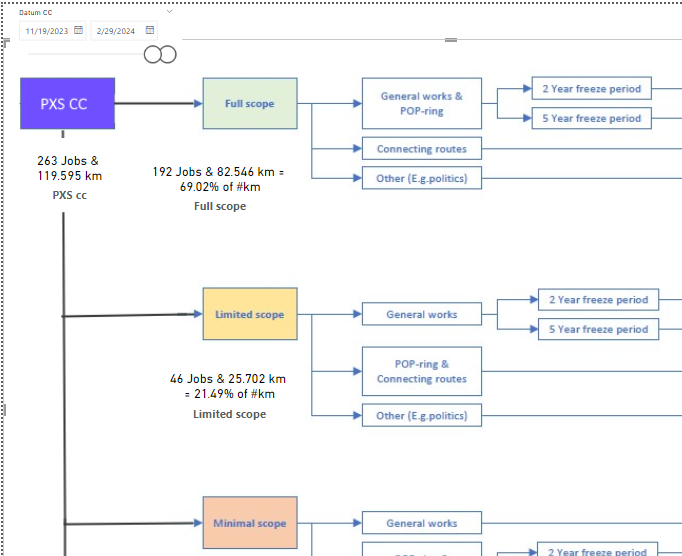 Datum CC
11/19/2023
2/29/2024
PXS CC
263 Jobs &
119.595 km
PXS cc
Full scope
192 Jobs & 82.546 km =
69.02% of #km
Full scope
General works &
POP-ring
2 Year freeze period
5 Year freeze period
Connecting routes
Other (E.g.politics)
Limited scope
46 Jobs & 25.702 km
= 21.49% of #km
Limited scope
General works
2 Year freeze period
5 Year freeze period
POP-ring &
Connecting routes
Other (E.g.politics)
Minimal scope
General works
2 Year freeze period